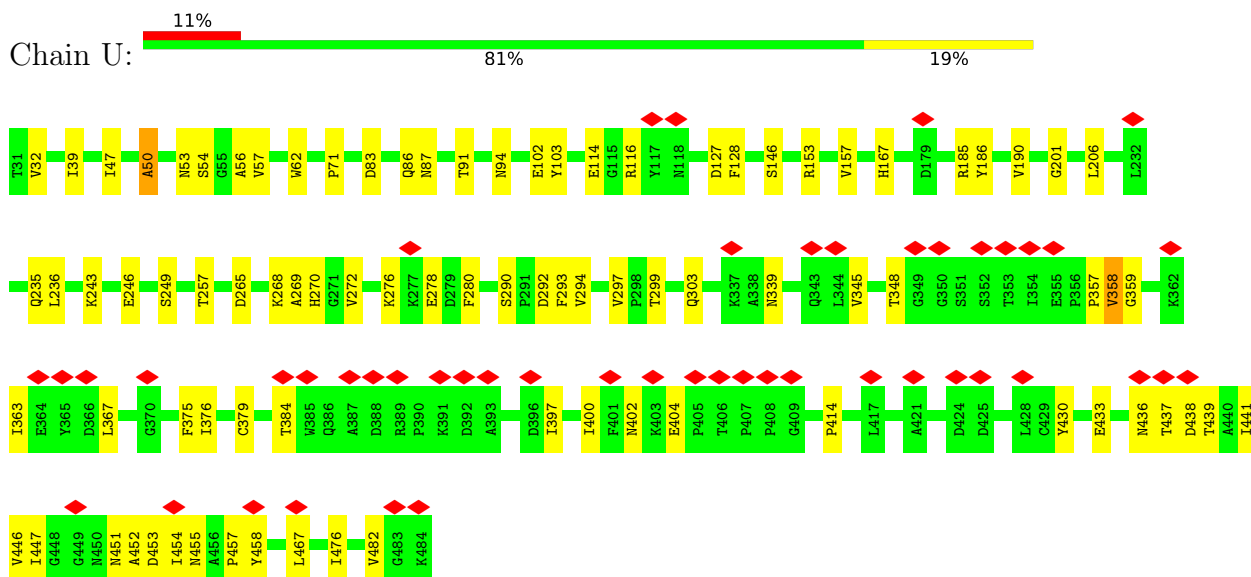 11%
Chain U:
81% 19%
T31 V32 I39 I47 A50 N53 S54 G55 A56 V57 W62 P71 D83 Q86 N87 T91 N94 E102 Y103 E114 G115 R116 Y117 N118 D127 F128 S146 R153 V157 H167 D179 R185 Y186 V190 G201 L206 L232
Q235 L236 K243 E246 S249 T257 D265 K268 A269 H270 G271 V272 K276 K277 E278 D279 F280 S290 P291 D292 F293 V294 V297 P298 T299 Q303 K337 A338 N339 Q343 L344 V345 T348 G349 G350 S351 S352 T353 I354 E355 P356 P357 V358 G359 K362
I363 E364 Y365 D366 L367 G370 F375 I376 C379 T384 W385 Q386 A387 D388 R389 P390 K391 D392 A393 D396 I397 I400 F401 N402 K403 E404 P405 T406 P407 P408 G409 P414 L417 A421 D424 D425 L428 C429 Y430 E433 N436 T437 D438 T439 A440 I441
V446 I447 G448 G449 N450 N451 A452 D453 I454 N455 A456 P457 Y458 L467 I476 V482 G483 K484